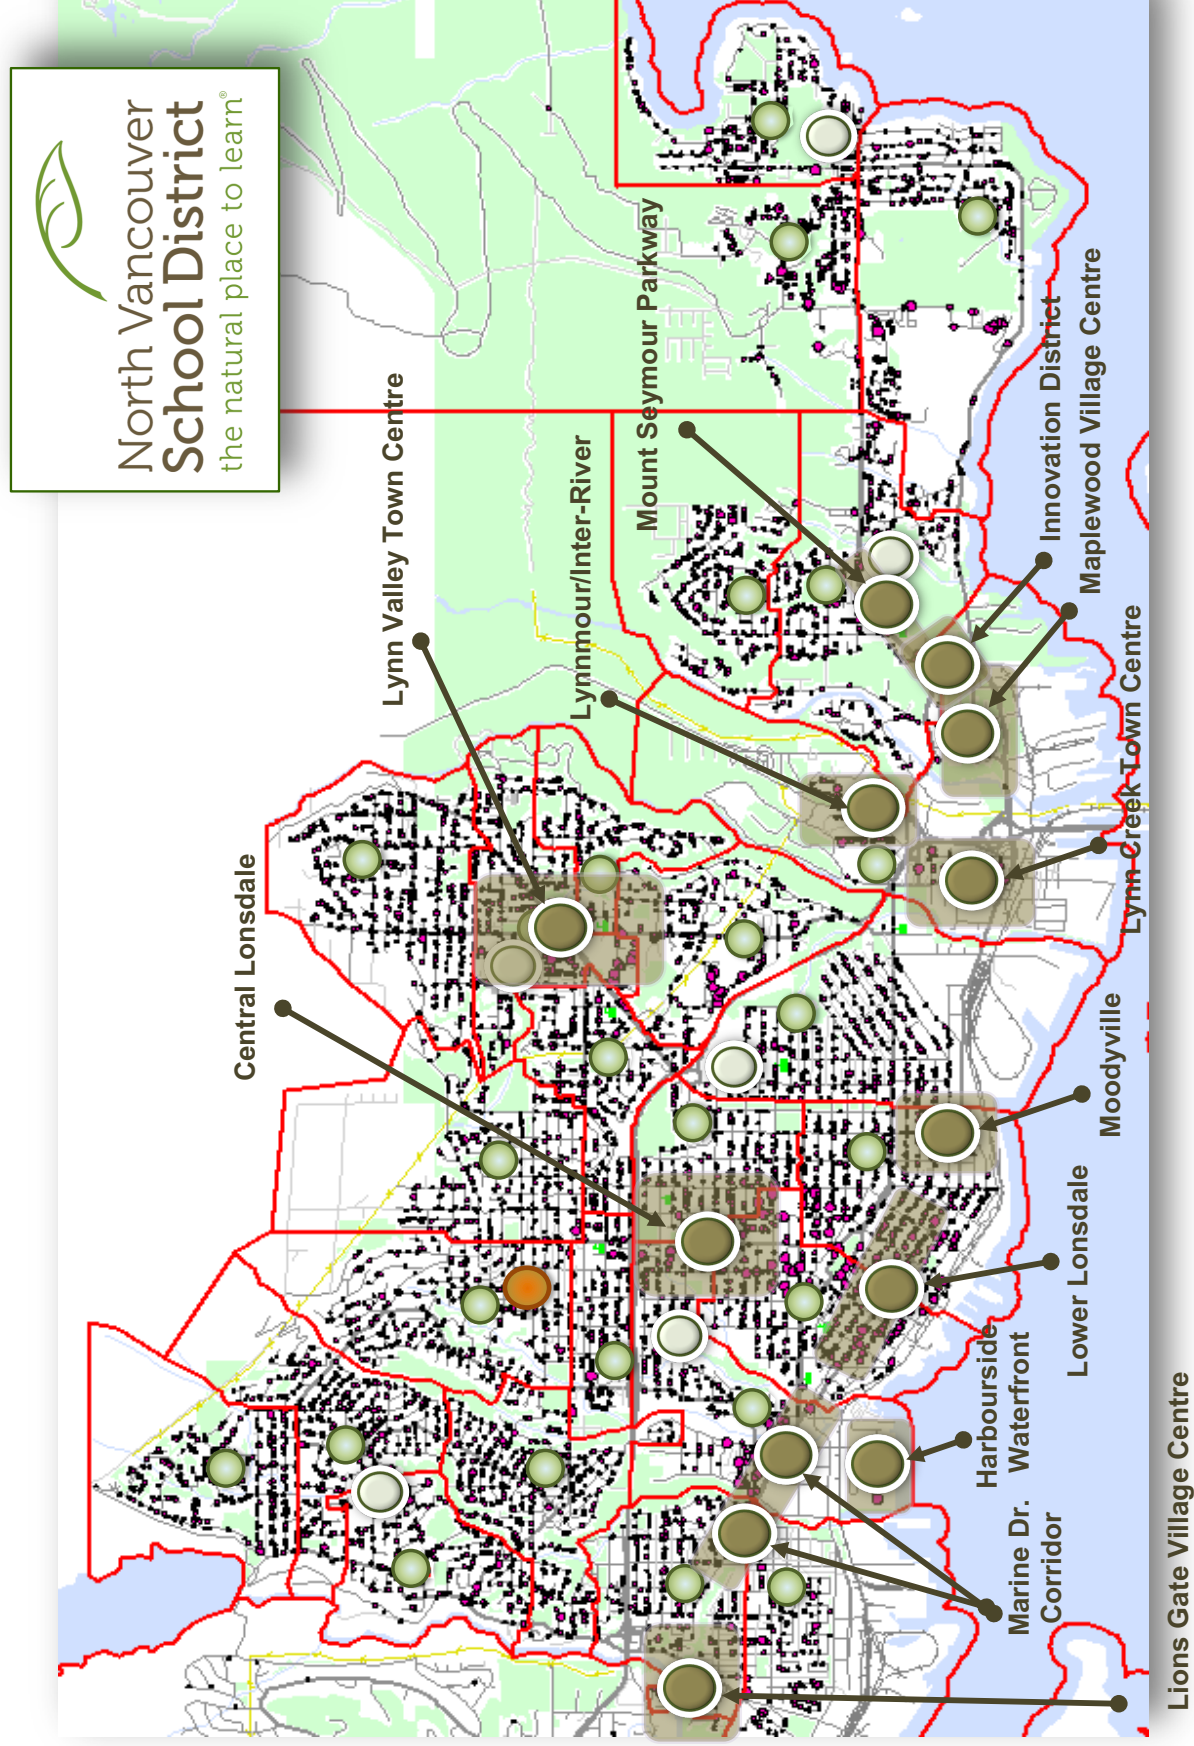 North Vancouver
School District
the natural place to learn®
Lions Gate Village Centre
Marine Dr.
Corridor
Harbourside
Waterfront
Lower Lonsdale
Central Lonsdale
Moodyville
Lynn Valley Town Centre
Lynn Creek Town Centre
Lynnmour/Inter-River
Mount Seymour Parkway
Maplewood Village Centre
Innovation District